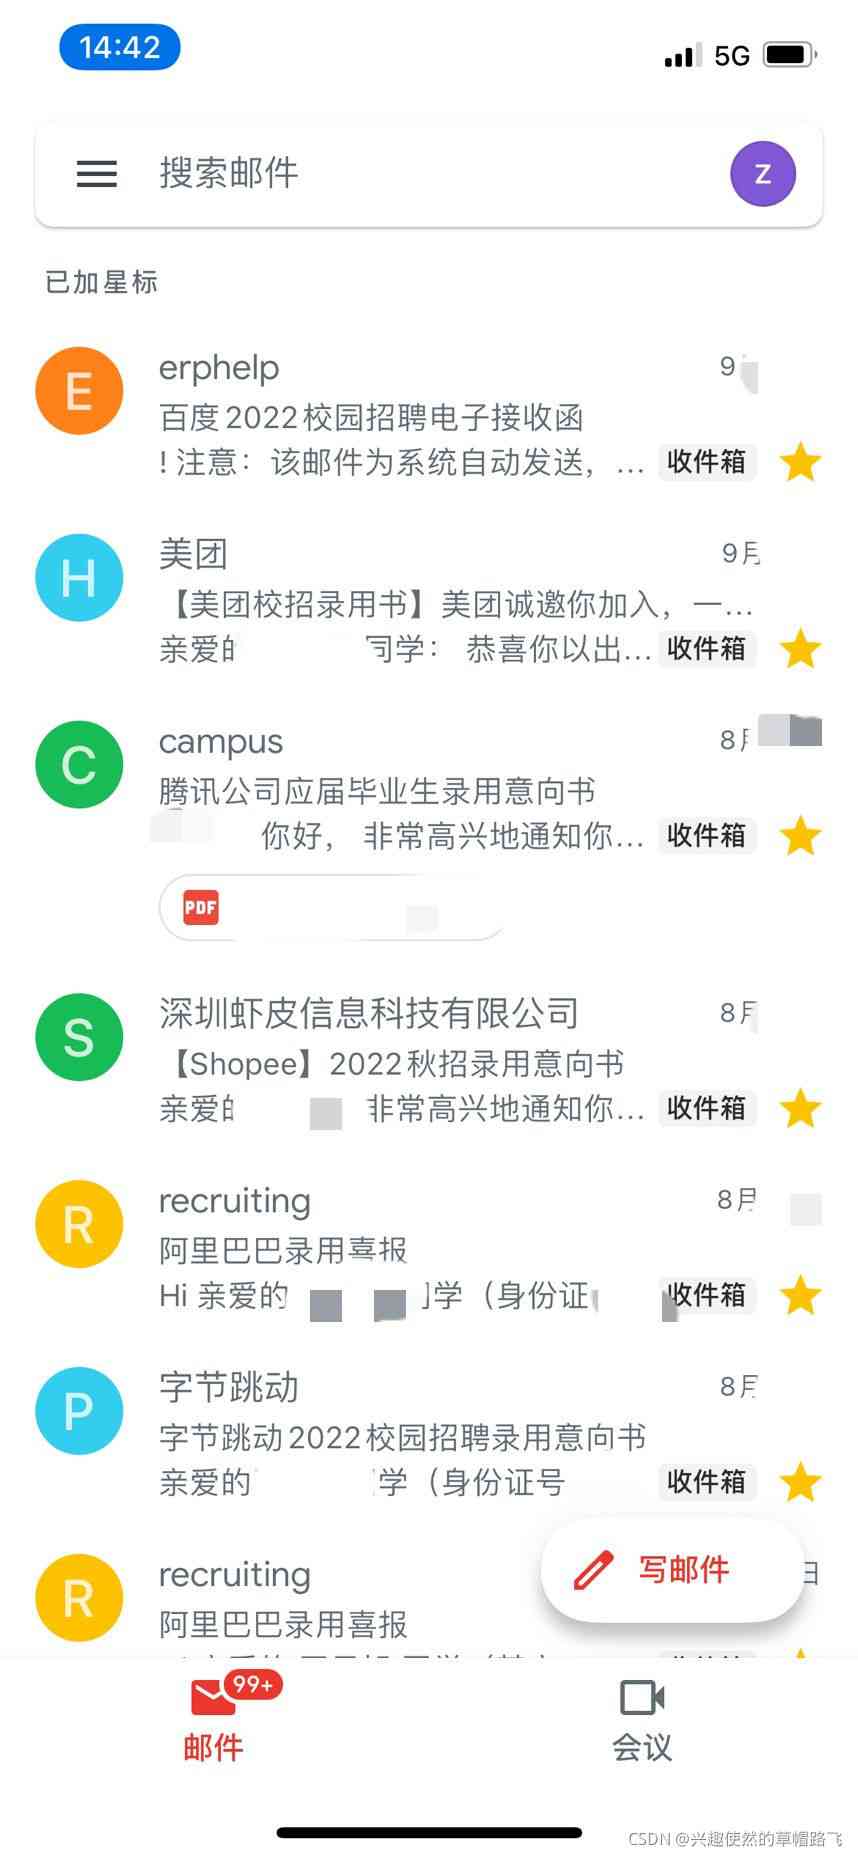 14:42
5G
搜索邮件
Z
已加星标
E
erphelp
9
百度2022校园招聘电子接收函
! 注意：该邮件为系统自动发送，…
收件箱
H
美团
9月
【美团校招录用书】美团诚邀你加入，一…
亲爱的 同学： 恭喜你以出…
收件箱
C
campus
8月
腾讯公司应届毕业生录用意向书
你好， 非常高兴地通知你…
收件箱
PDF
S
深圳虾皮信息科技有限公司
8月
【Shopee】2022秋招录用意向书
亲爱的 非常高兴地通知你…
收件箱
R
recruiting
8月
阿里巴巴录用喜报
Hi 亲爱的 学（身份证
收件箱
P
字节跳动
8月
字节跳动2022校园招聘录用意向书
亲爱的 学（身份证号
收件箱
R
recruiting
日
阿里巴巴录用喜报
写邮件
99+
邮件
会议
CSDN @兴趣使然的草帽路飞